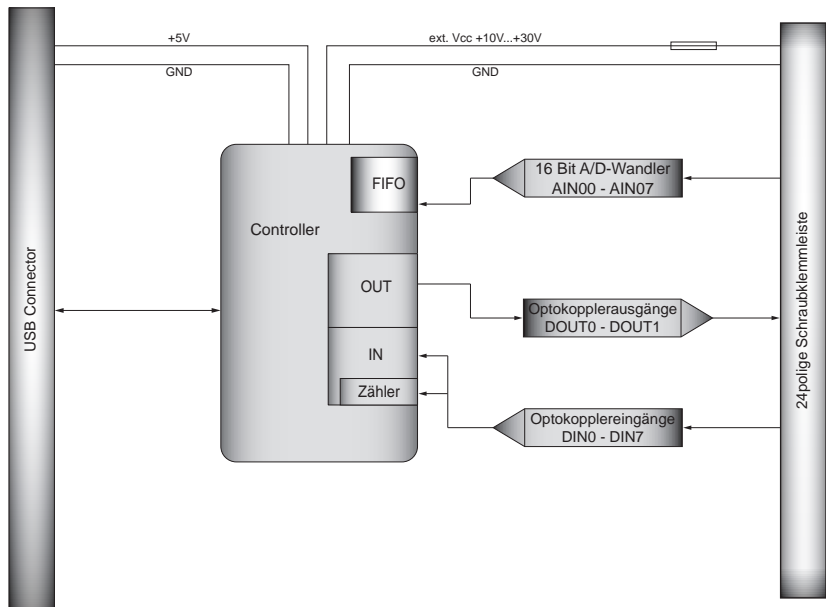 +5V
ext. Vcc +10V...+30V
GND
GND
16 Bit A/D-Wandler
AIN00 - AIN07
FIFO
Controller
OUT
Optokopplerausgänge
DOUT0 - DOUT1
IN
Zähler
Optokopplereingänge
DIN0 - DIN7
USB Connector
24polige Schraubklemmleiste